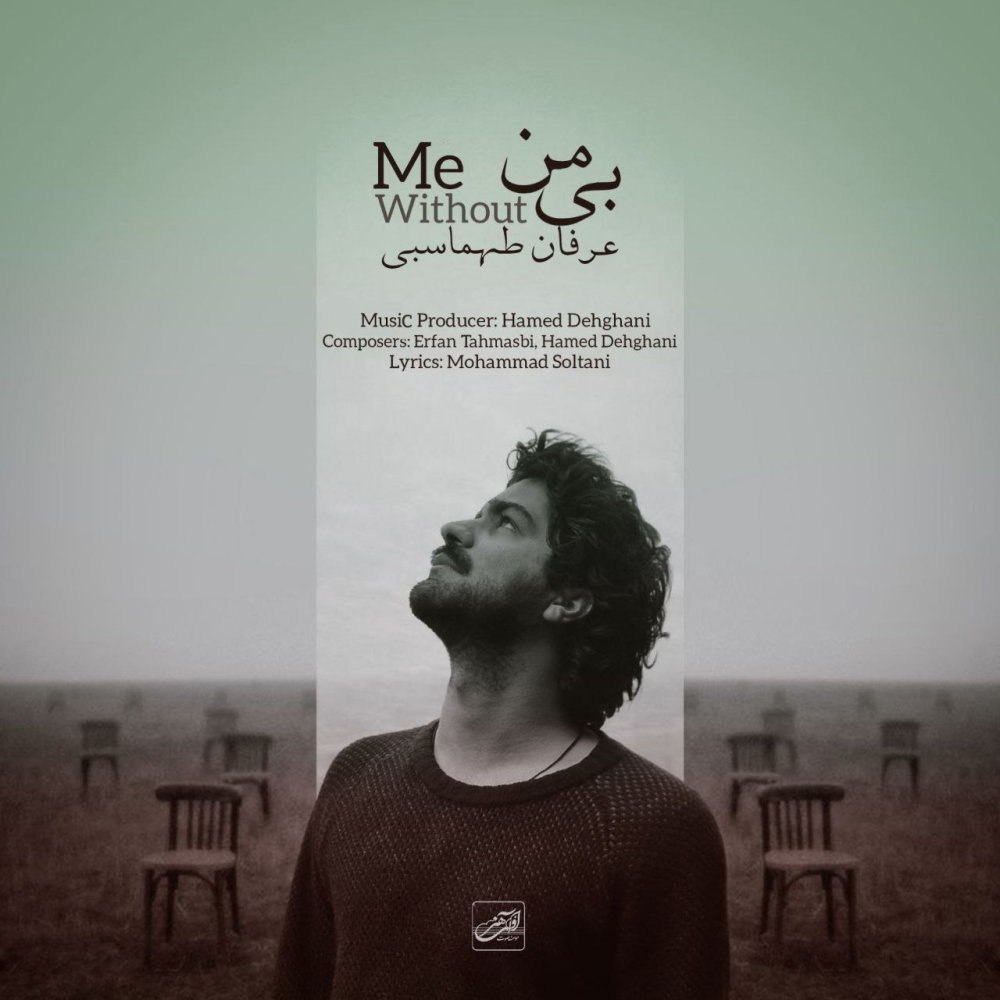 Me
Without
بی من
عرفان طهماسبی
Music Producer: Hamed Dehghani
Composers: Erfan Tahmasbi, Hamed Dehghani
Lyrics: Mohammad Soltani